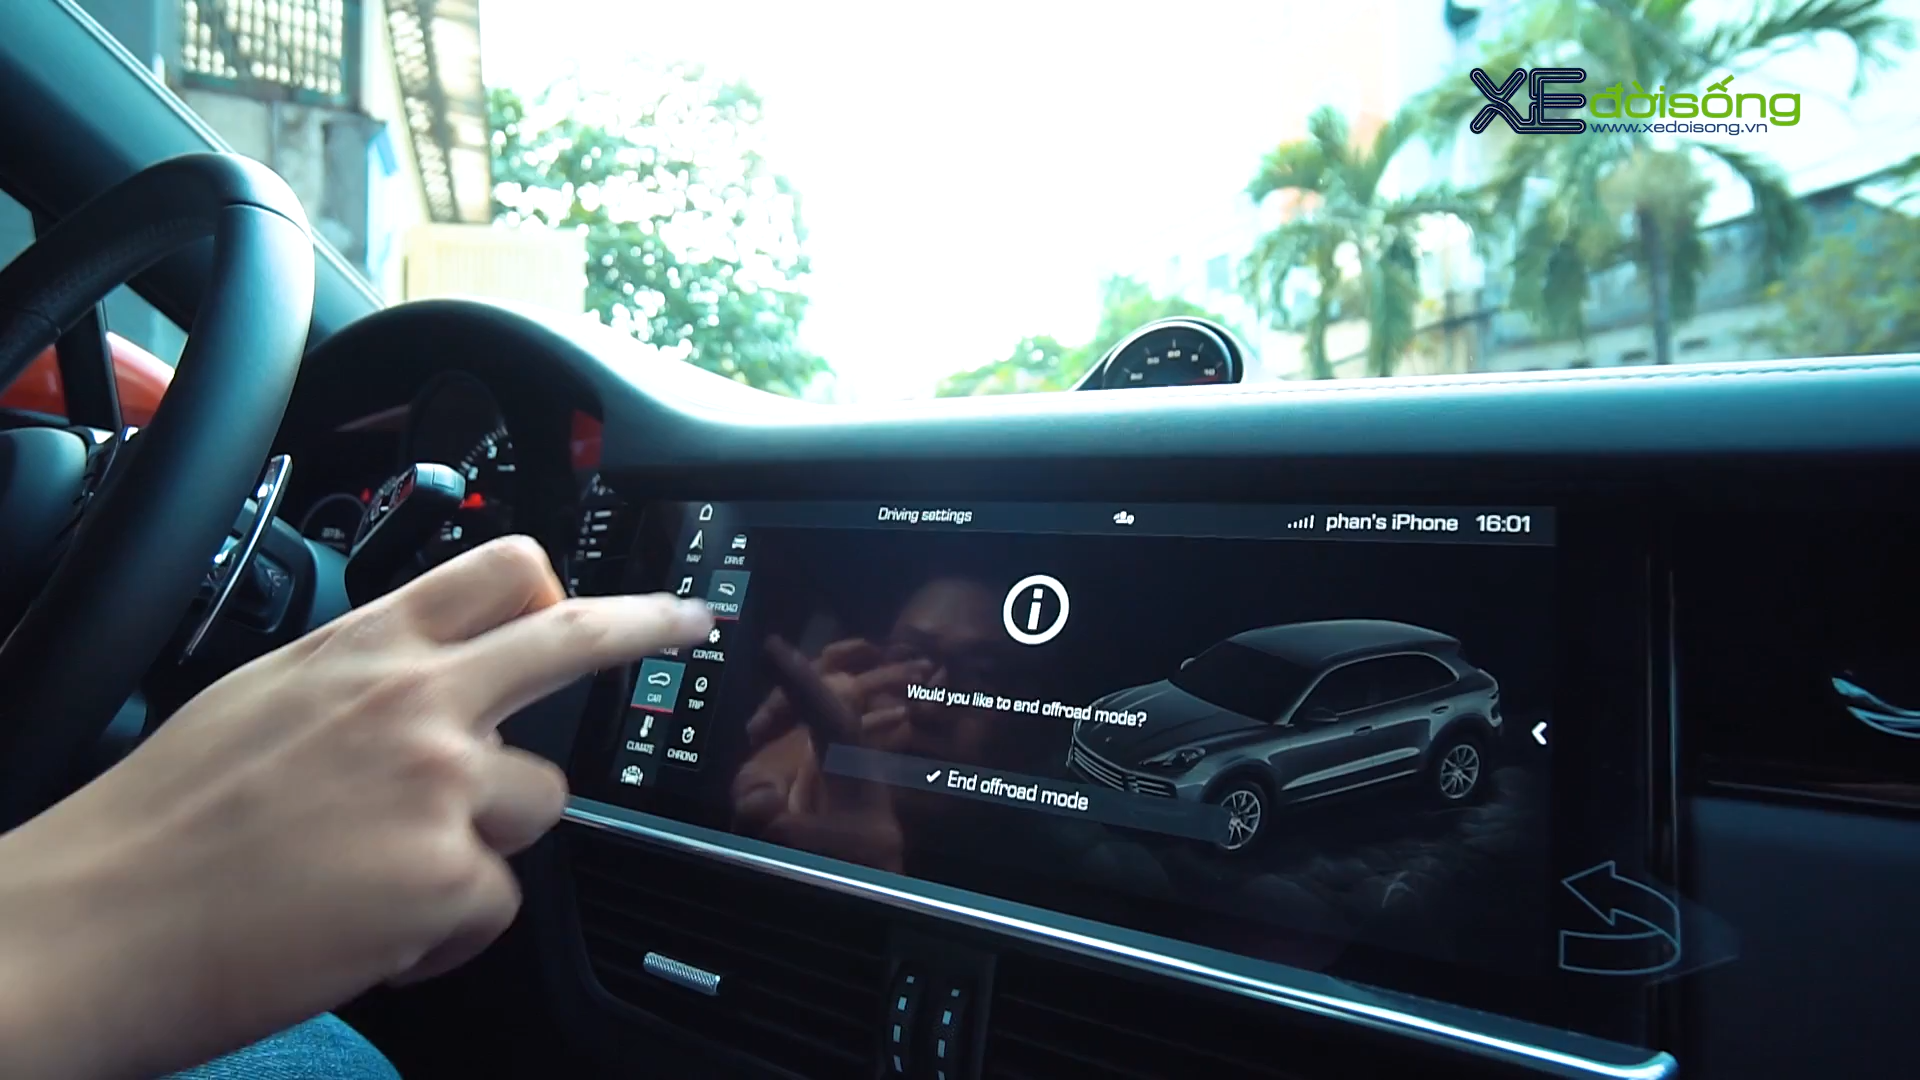 XEđờisống
www.xedoisong.vn
Driving settings
phan's iPhone 16:01
NAV
DRIVE
OFFROAD
CONTROL
CAR
TRIP
CLIMATE
CHRONO
Would you like to end offroad mode?
✓ End offroad mode